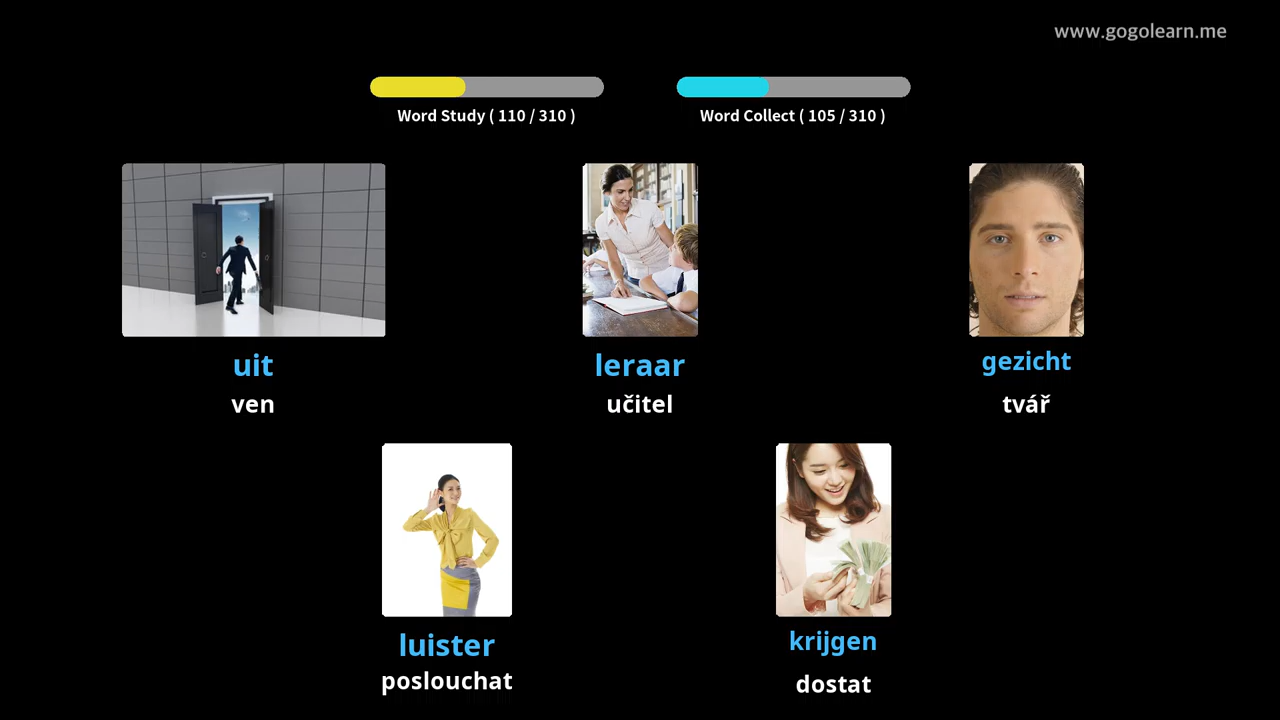 www.gogolearn.me
Word Study ( 110 / 310 )
Word Collect ( 105 / 310 )
uit
leraar
gezicht
ven
učitel
tvář
luister
krijgen
poslouchat
dostat